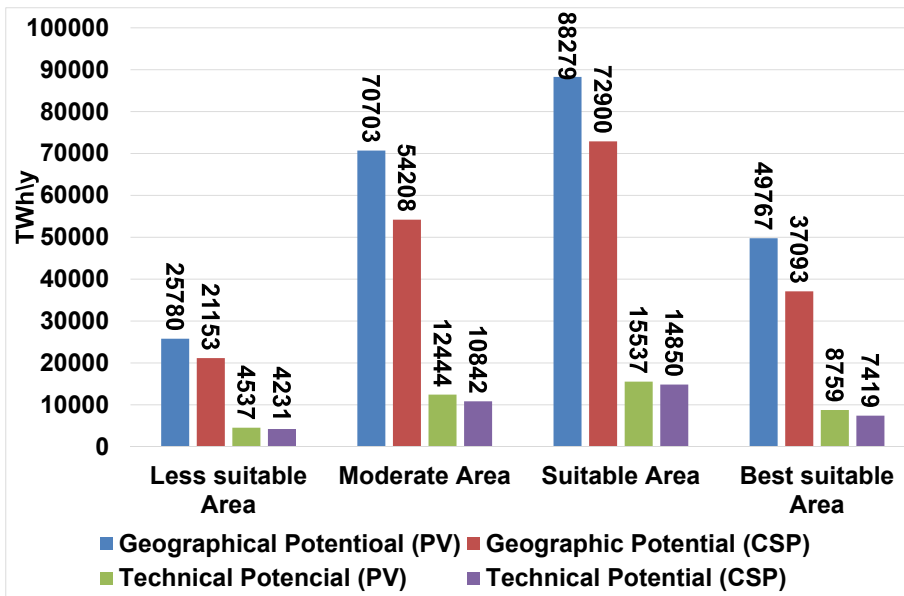 100000
90000
80000
70000
60000
50000
40000
30000
20000
10000
0
TWh\y
25780
21153
4537
4231
70703
54208
12444
10842
88279
72900
15537
14850
49767
37093
8759
7419
Less suitable
Area
Moderate Area
Suitable Area
Best suitable
Area
Geographical Potentioal (PV)
Geographic Potential (CSP)
Technical Potencial (PV)
Technical Potential (CSP)